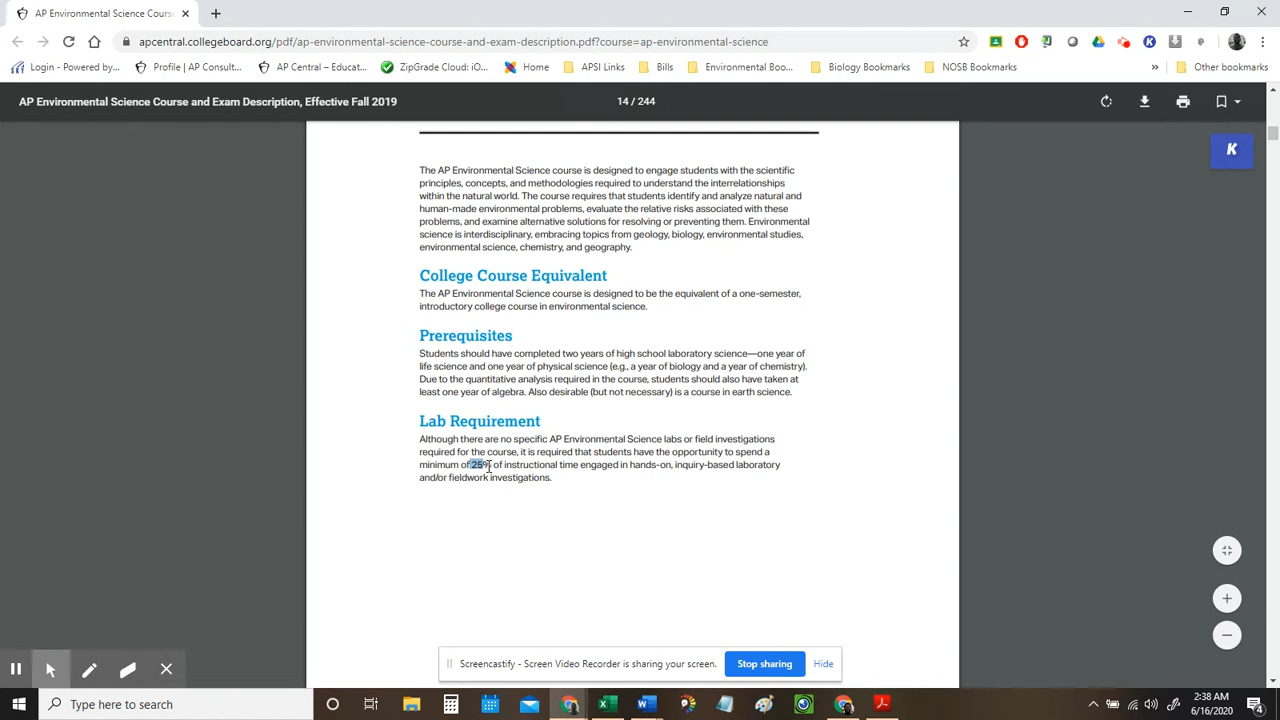 AP Environmental Science Course
apcentral.collegeboard.org/pdf/ap-environmental-science-course-and-exam-description.pdf?course=ap-environmental-science
Login - Powered by...
Profile | AP Consult...
AP Central – Educat...
ZipGrade Cloud: iO...
Home
APSI Links
Bills
Environmental Boo...
Biology Bookmarks
NOSB Bookmarks
»
Other bookmarks
AP Environmental Science Course and Exam Description, Effective Fall 2019
14 / 244
K
The AP Environmental Science course is designed to engage students with the scientific
principles, concepts, and methodologies required to understand the interrelationships
within the natural world. The course requires that students identify and analyze natural and
human-made environmental problems, evaluate the relative risks associated with these
problems, and examine alternative solutions for resolving or preventing them. Environmental
science is interdisciplinary, embracing topics from geology, biology, environmental studies,
environmental science, chemistry, and geography.
College Course Equivalent
The AP Environmental Science course is designed to be the equivalent of a one-semester,
introductory college course in environmental science.
Prerequisites
Students should have completed two years of high school laboratory science—one year of
life science and one year of physical science (e.g., a year of biology and a year of chemistry).
Due to the quantitative analysis required in the course, students should also have taken at
least one year of algebra. Also desirable (but not necessary) is a course in earth science.
Lab Requirement
Although there are no specific AP Environmental Science labs or field investigations
required for the course, it is required that students have the opportunity to spend a
minimum of 25% of instructional time engaged in hands-on, inquiry-based laboratory
and/or fieldwork investigations.
Screencastify - Screen Video Recorder is sharing your screen.
Stop sharing
Hide
Type here to search
2:38 AM
6/16/2020